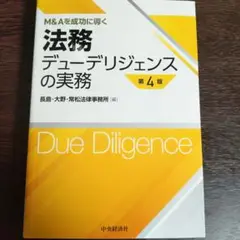 M&Aを成功に導く
法務
デューデリジェンス
の実務
第4版
長島・大野・常松法律事務所[編]
Due Diligence
中央経済社